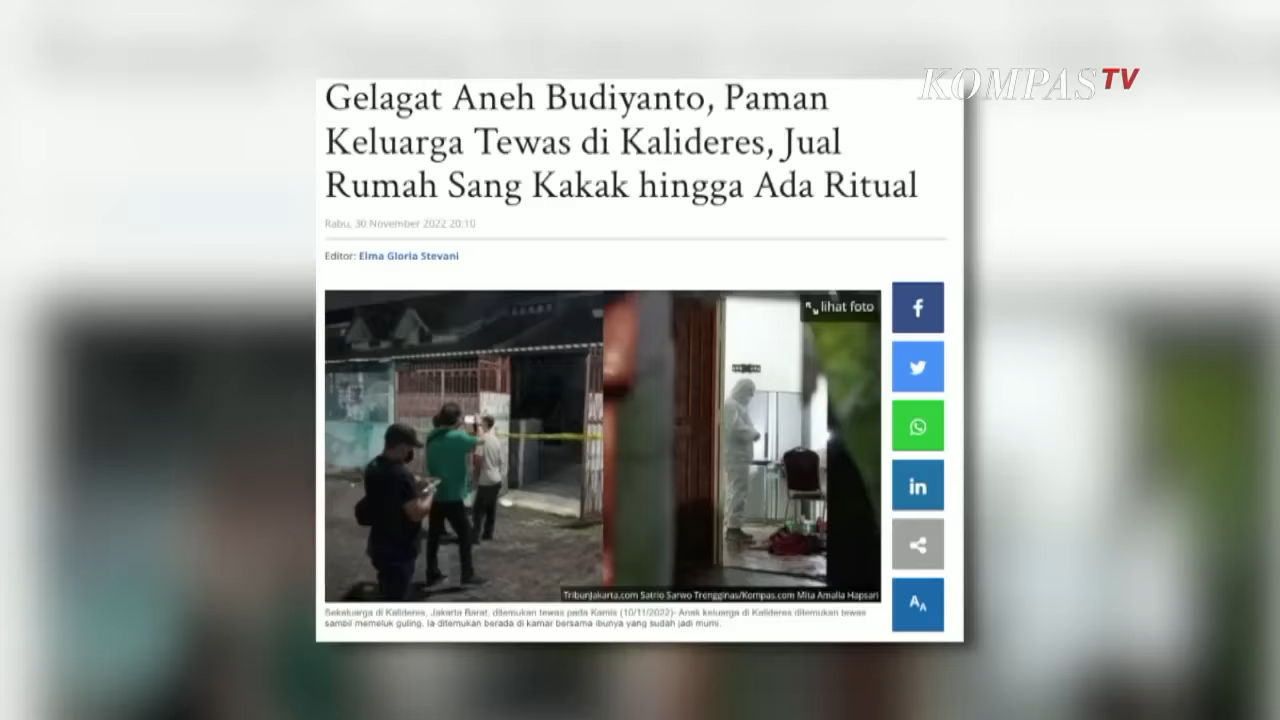 KOMPAS TV
Gelagat Aneh Budiyanto, Paman
Keluarga Tewas di Kalideres, Jual
Rumah Sang Kakak hingga Ada Ritual
Rabu, 30 November 2022 20:10
Editor: Elma Gloria Stevani
lihat foto
f
in
TribunJakarta.com Satrio Sarwo Trengginas/Kompas.com Mita Amalia Hapsari
AA
Sekeluarga di Kalideres, Jakarta Barat, ditemukan tewas pada Kamis (10/11/2022)- Anak keluarga di Kalideres ditemukan tewas
sambil memeluk guling. Ia ditemukan berada di kamar bersama ibunya yang sudah jadi mumi.